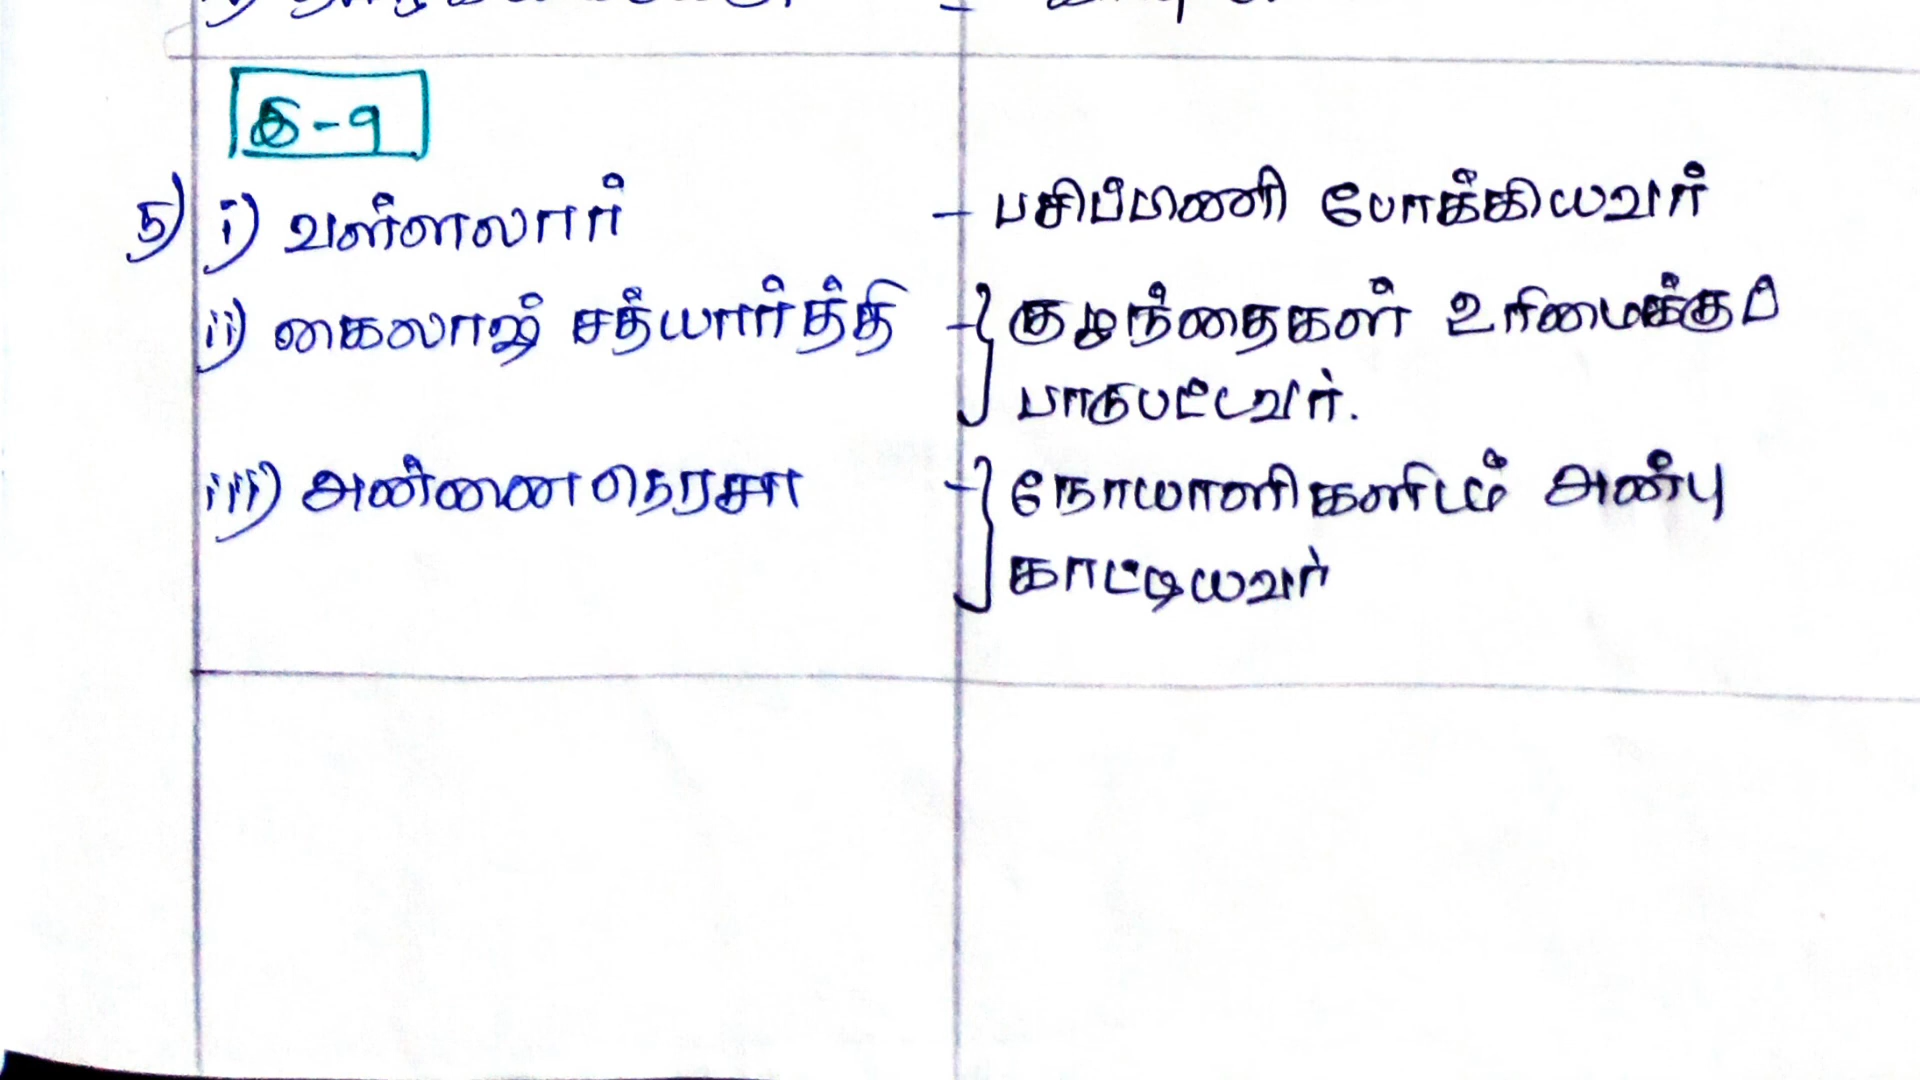 இ-9
5) i) வள்ளலார் - பசிப்பிணி போக்கியவர்
ii) கைலாஷ் சத்யார்த்தி - குழந்தைகள் உரிமைக்குப்
பாடுபட்டவர்.
iii) அன்னை தெரசா - நோயாளிகளிடம் அன்பு
காட்டியவர்